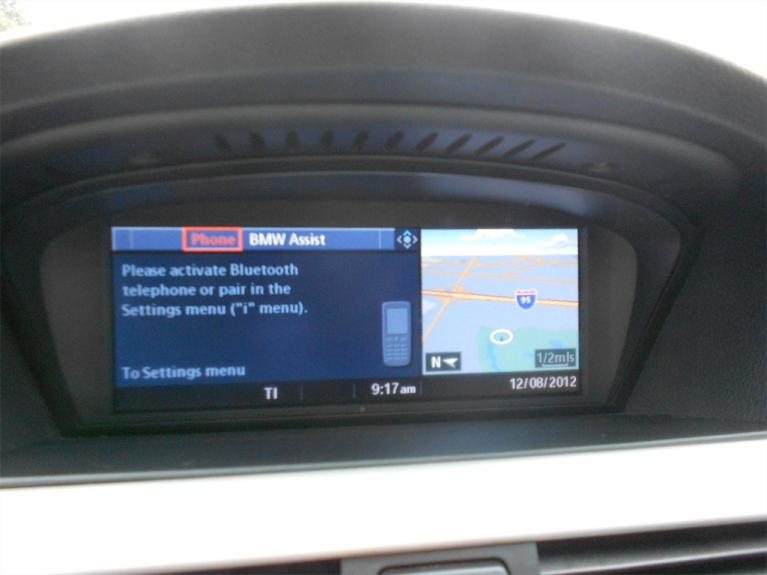 Phone BMW Assist
Please activate Bluetooth
telephone or pair in the
Settings menu ("i" menu).
To Settings menu
95
N
1/2mls
TI 9:17am 12/08/2012